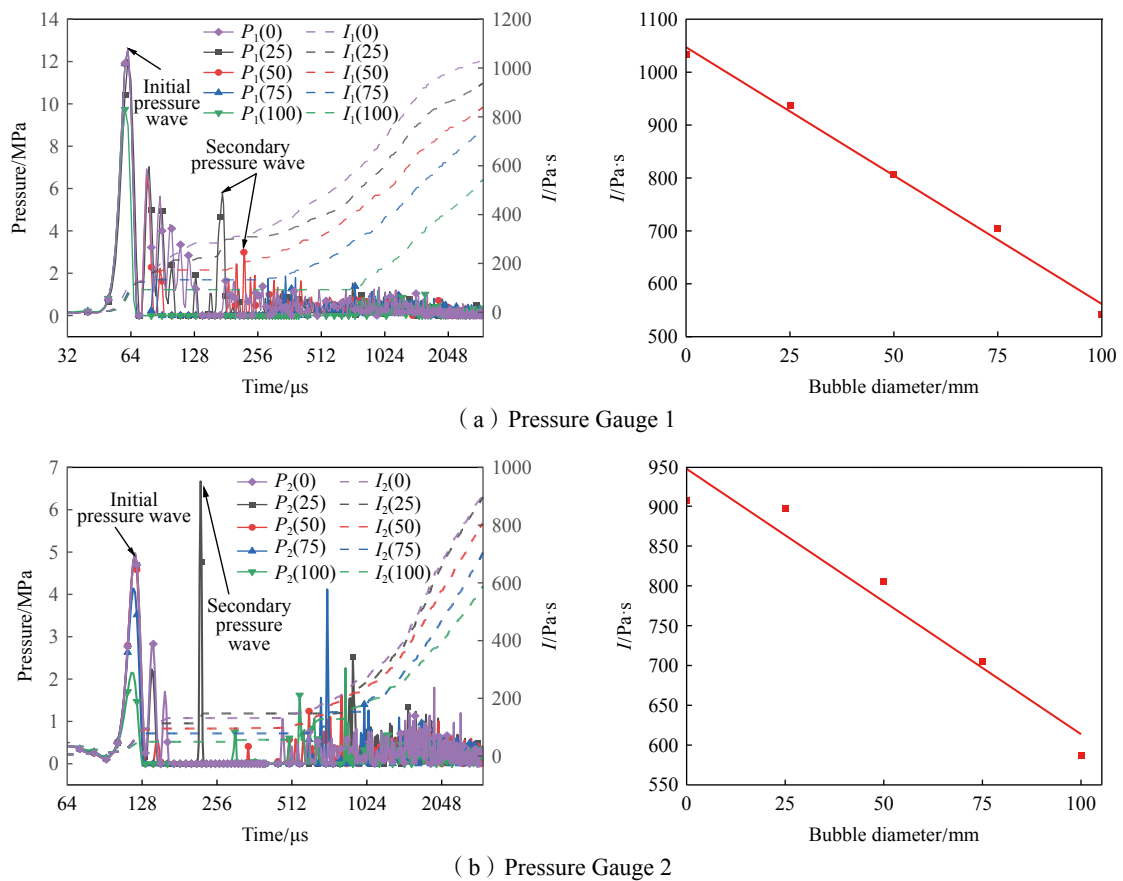 14
12
10
8
6
4
2
0
Pressure/MPa
32 64 128 256 512 1024 2048
Time/μs
1200
1000
800
600
400
200
0
I/Pa·s
P₁(0) I₁(0)
P₁(25) I₁(25)
P₁(50) I₁(50)
P₁(75) I₁(75)
P₁(100) I₁(100)
Initial
pressure
wave
Secondary
pressure wave
1100
1000
900
800
700
600
500
I/Pa·s
0 25 50 75 100
Bubble diameter/mm
(a) Pressure Gauge 1
7
6
5
4
3
2
1
0
Pressure/MPa
64 128 256 512 1024 2048
Time/μs
1000
800
600
400
200
0
I/Pa·s
P₂(0) I₂(0)
P₂(25) I₂(25)
P₂(50) I₂(50)
P₂(75) I₂(75)
P₂(100) I₂(100)
Initial
pressure wave
Secondary
pressure
wave
950
900
850
800
750
700
650
600
550
I/Pa·s
0 25 50 75 100
Bubble diameter/mm
(b) Pressure Gauge 2